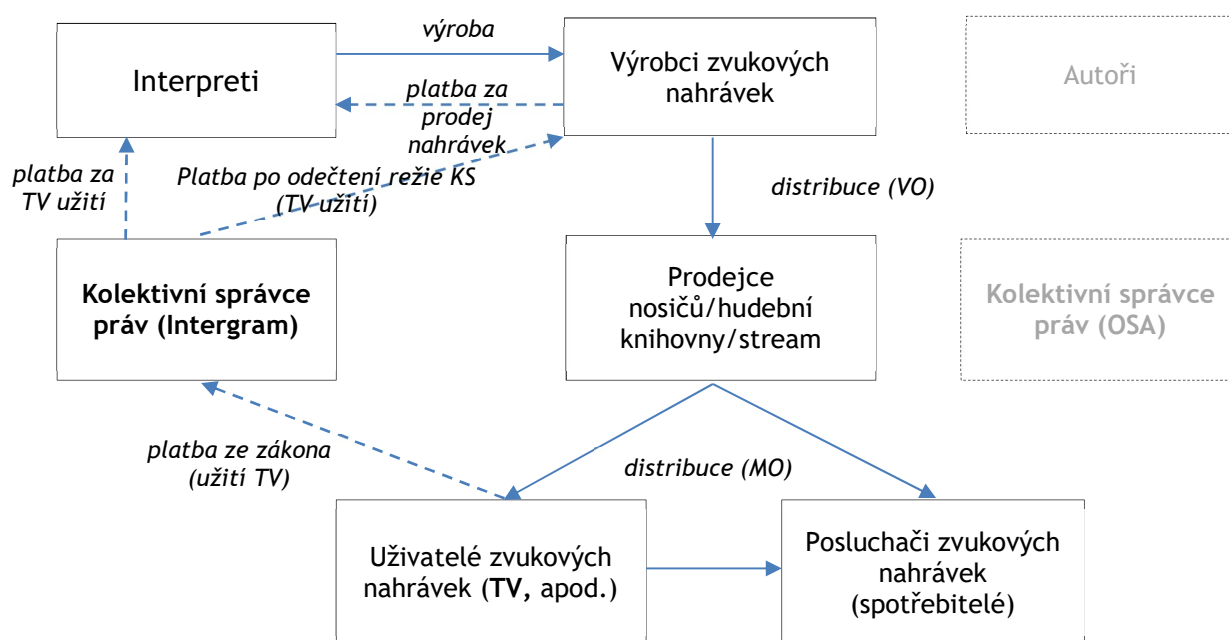 výroba
Interpreti
Výrobci zvukových
nahrávek
Autoři
platba za
prodej
nahrávek
platba za
TV užití
Platba po odečtení režie KS
(TV užití)
distribuce (VO)
Kolektivní správce
práv (Intergram)
Prodejce
nosičů/hudební
knihovny/stream
Kolektivní správce
práv (OSA)
platba ze zákona
(užití TV)
distribuce (MO)
Uživatelé zvukových
nahrávek (TV, apod.)
Posluchači zvukových
nahrávek
(spotřebitelé)